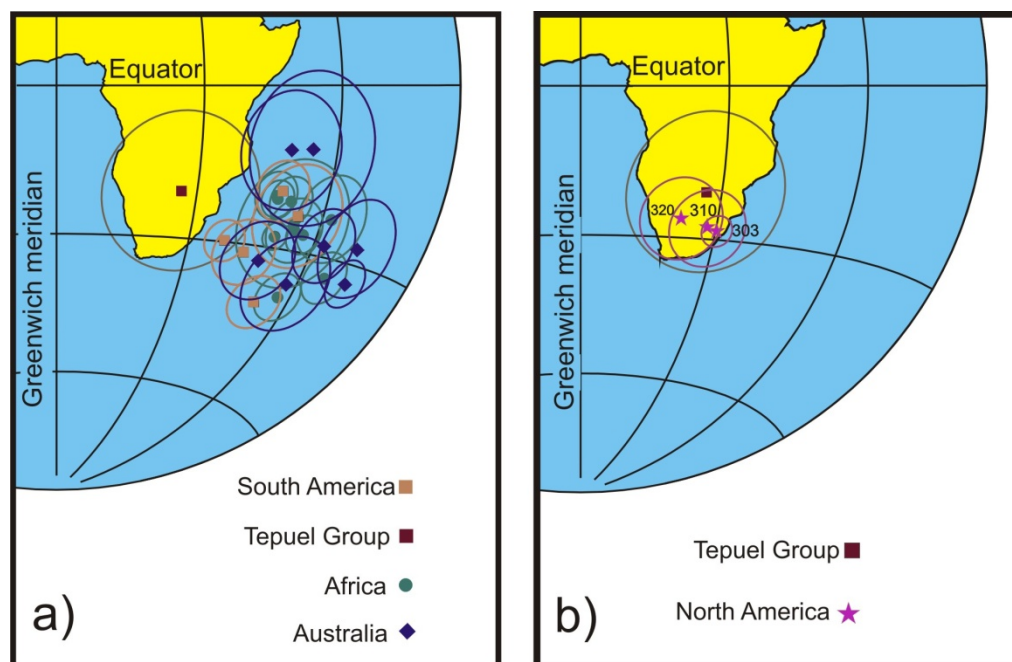 Equator
Greenwich meridian
South America
Tepuel Group
Africa
Australia
a)
Equator
Greenwich meridian
320
310
303
Tepuel Group
North America
b)